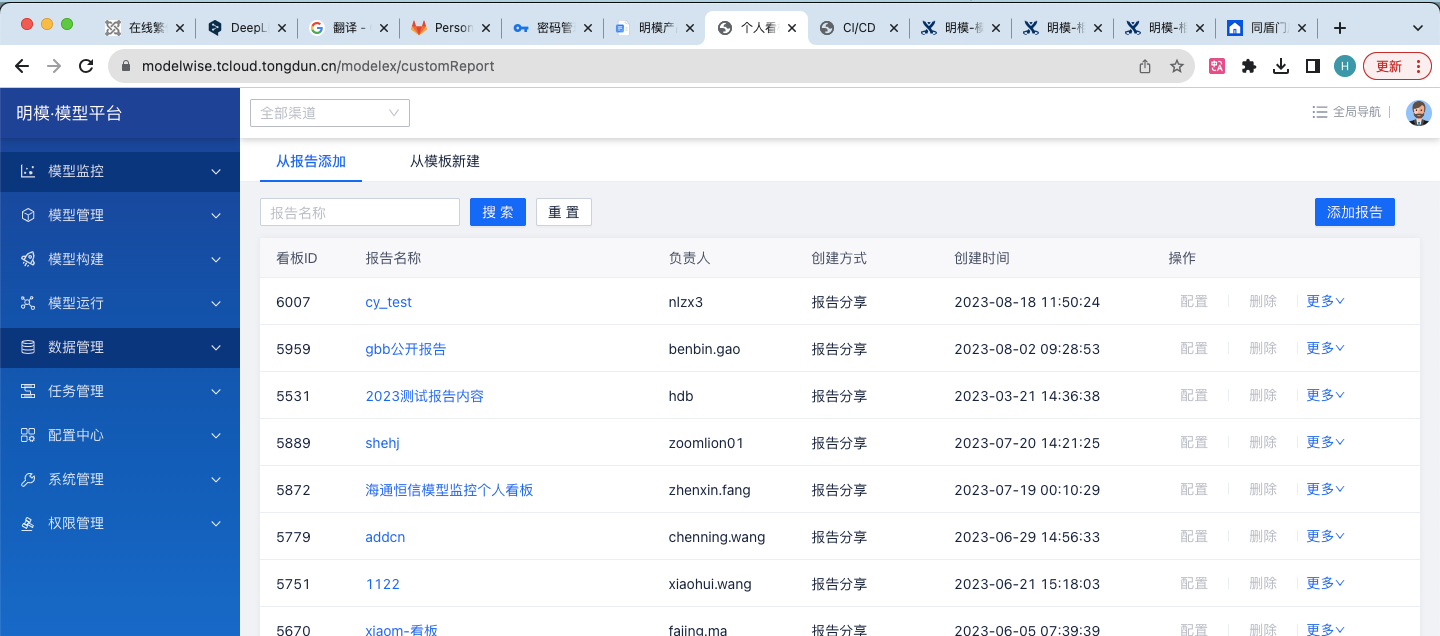 在线繁
DeepL
翻译 -
Person
密码管
明模产
个人看
CI/CD
明模-
明模-
明模-
同盾门
modelwise.tcloud.tongdun.cn/modelex/customReport
H
更新
明模·模型平台
全部渠道
全局导航
模型监控
模型管理
模型构建
模型运行
数据管理
任务管理
配置中心
系统管理
权限管理
从报告添加 从模板新建
报告名称 搜 索 重 置 添加报告
看板ID 报告名称 负责人 创建方式 创建时间 操作
6007 cy_test nlzx3 报告分享 2023-08-18 11:50:24 配置 删除 更多
5959 gbb公开报告 benbin.gao 报告分享 2023-08-02 09:28:53 配置 删除 更多
5531 2023测试报告内容 hdb 报告分享 2023-03-21 14:36:38 配置 删除 更多
5889 shehj zoomlion01 报告分享 2023-07-20 14:21:25 配置 删除 更多
5872 海通恒信模型监控个人看板 zhenxin.fang 报告分享 2023-07-19 00:10:29 配置 删除 更多
5779 addcn chenning.wang 报告分享 2023-06-29 14:56:33 配置 删除 更多
5751 1122 xiaohui.wang 报告分享 2023-06-21 15:18:03 配置 删除 更多
5670 xiaom-看板 fajing.ma 报告分享 2023-06-05 07:39:39 配置 删除 更多